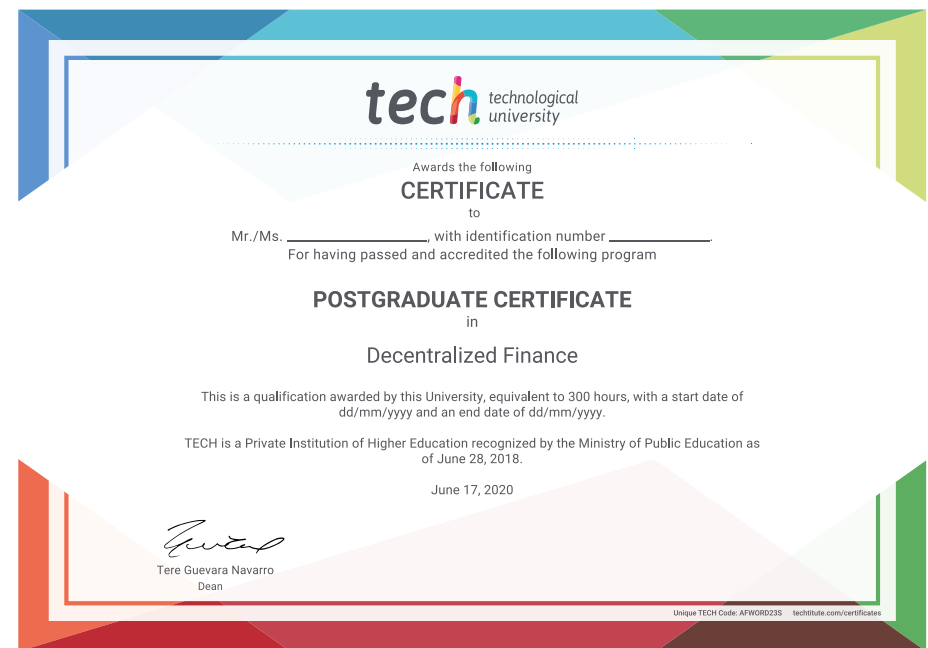 tech technological
university
Awards the following
CERTIFICATE
to
Mr./Ms. ____________________, with identification number ______________.
For having passed and accredited the following program
POSTGRADUATE CERTIFICATE
in
Decentralized Finance
This is a qualification awarded by this University, equivalent to 300 hours, with a start date of
dd/mm/yyyy and an end date of dd/mm/yyyy.
TECH is a Private Institution of Higher Education recognized by the Ministry of Public Education as
of June 28, 2018.
June 17, 2020
Tere Guevara Navarro
Dean
Unique TECH Code: AFWORD23S techtitute.com/certificates